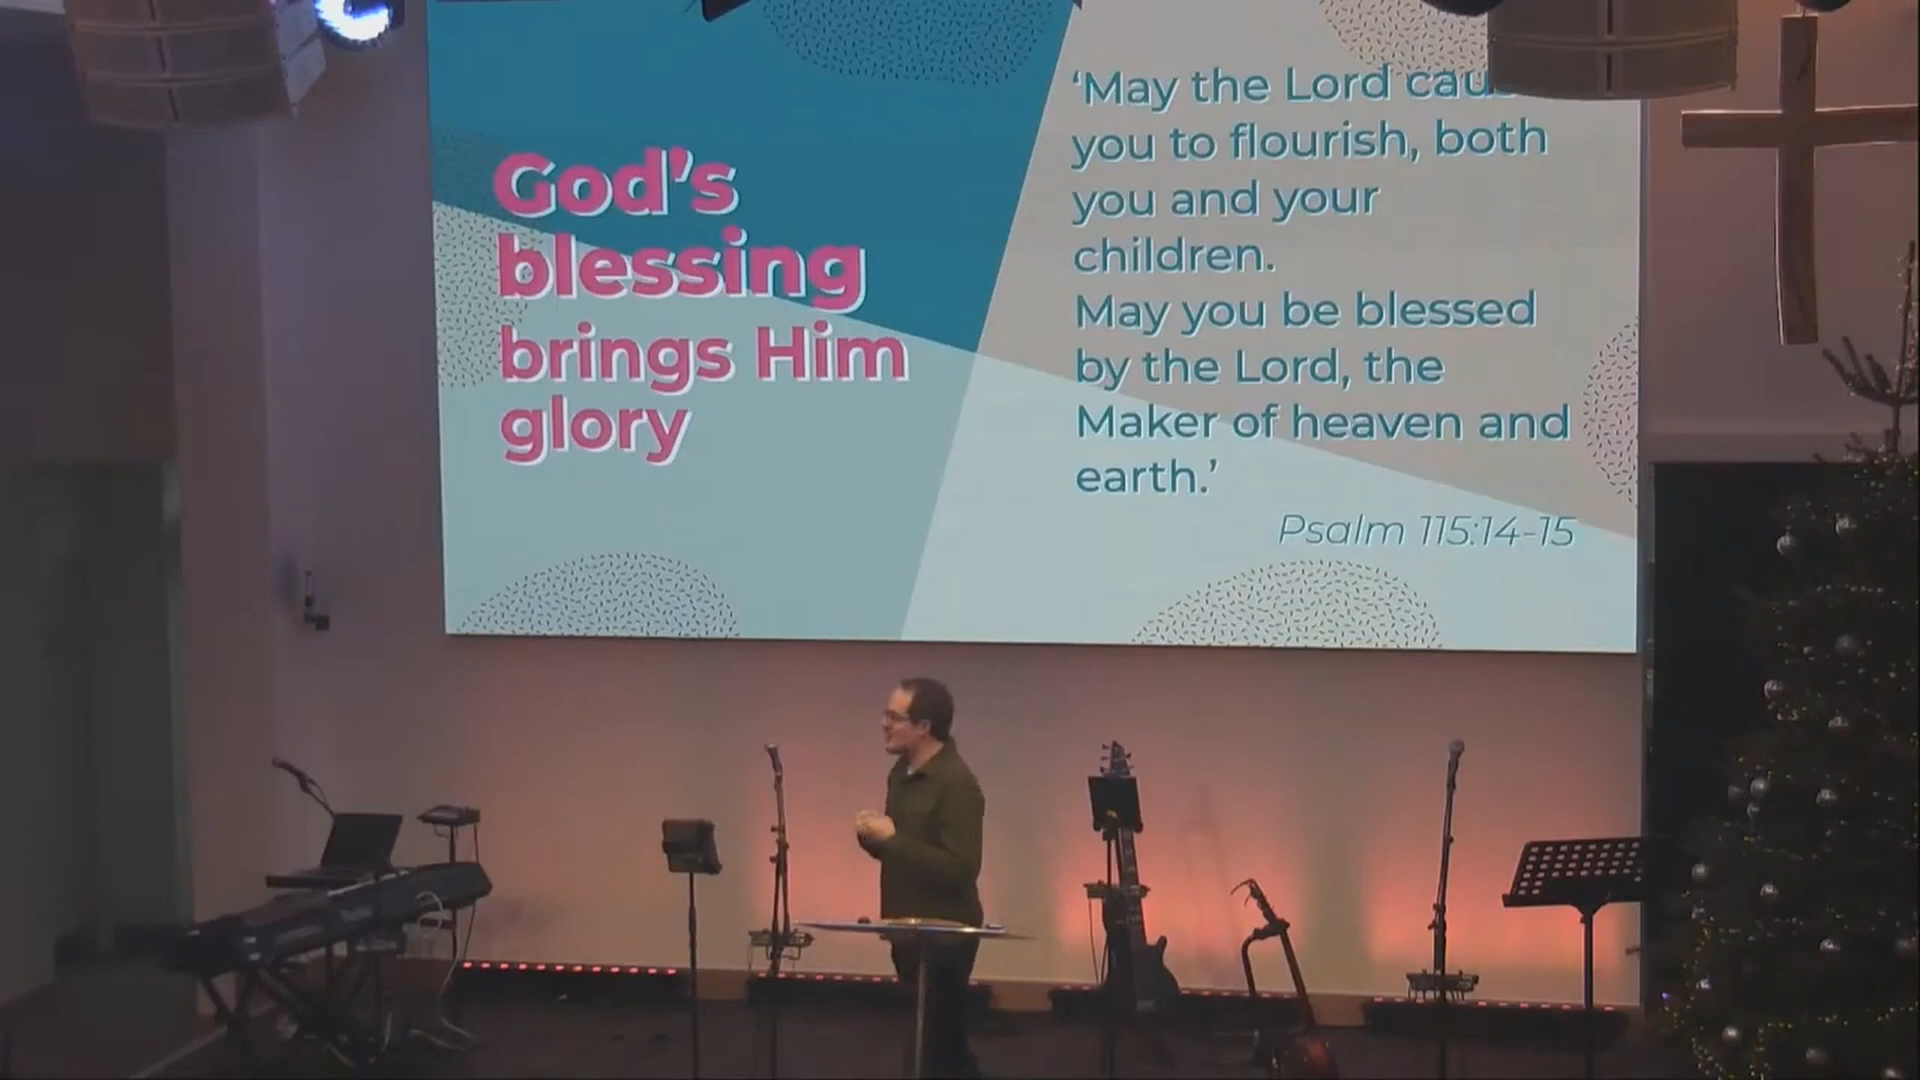 God's
blessing
brings Him
glory
‘May the Lord
you to flourish, both
you and your
children.
May you be blessed
by the Lord, the
Maker of heaven and
earth.’
Psalm 115:14-15